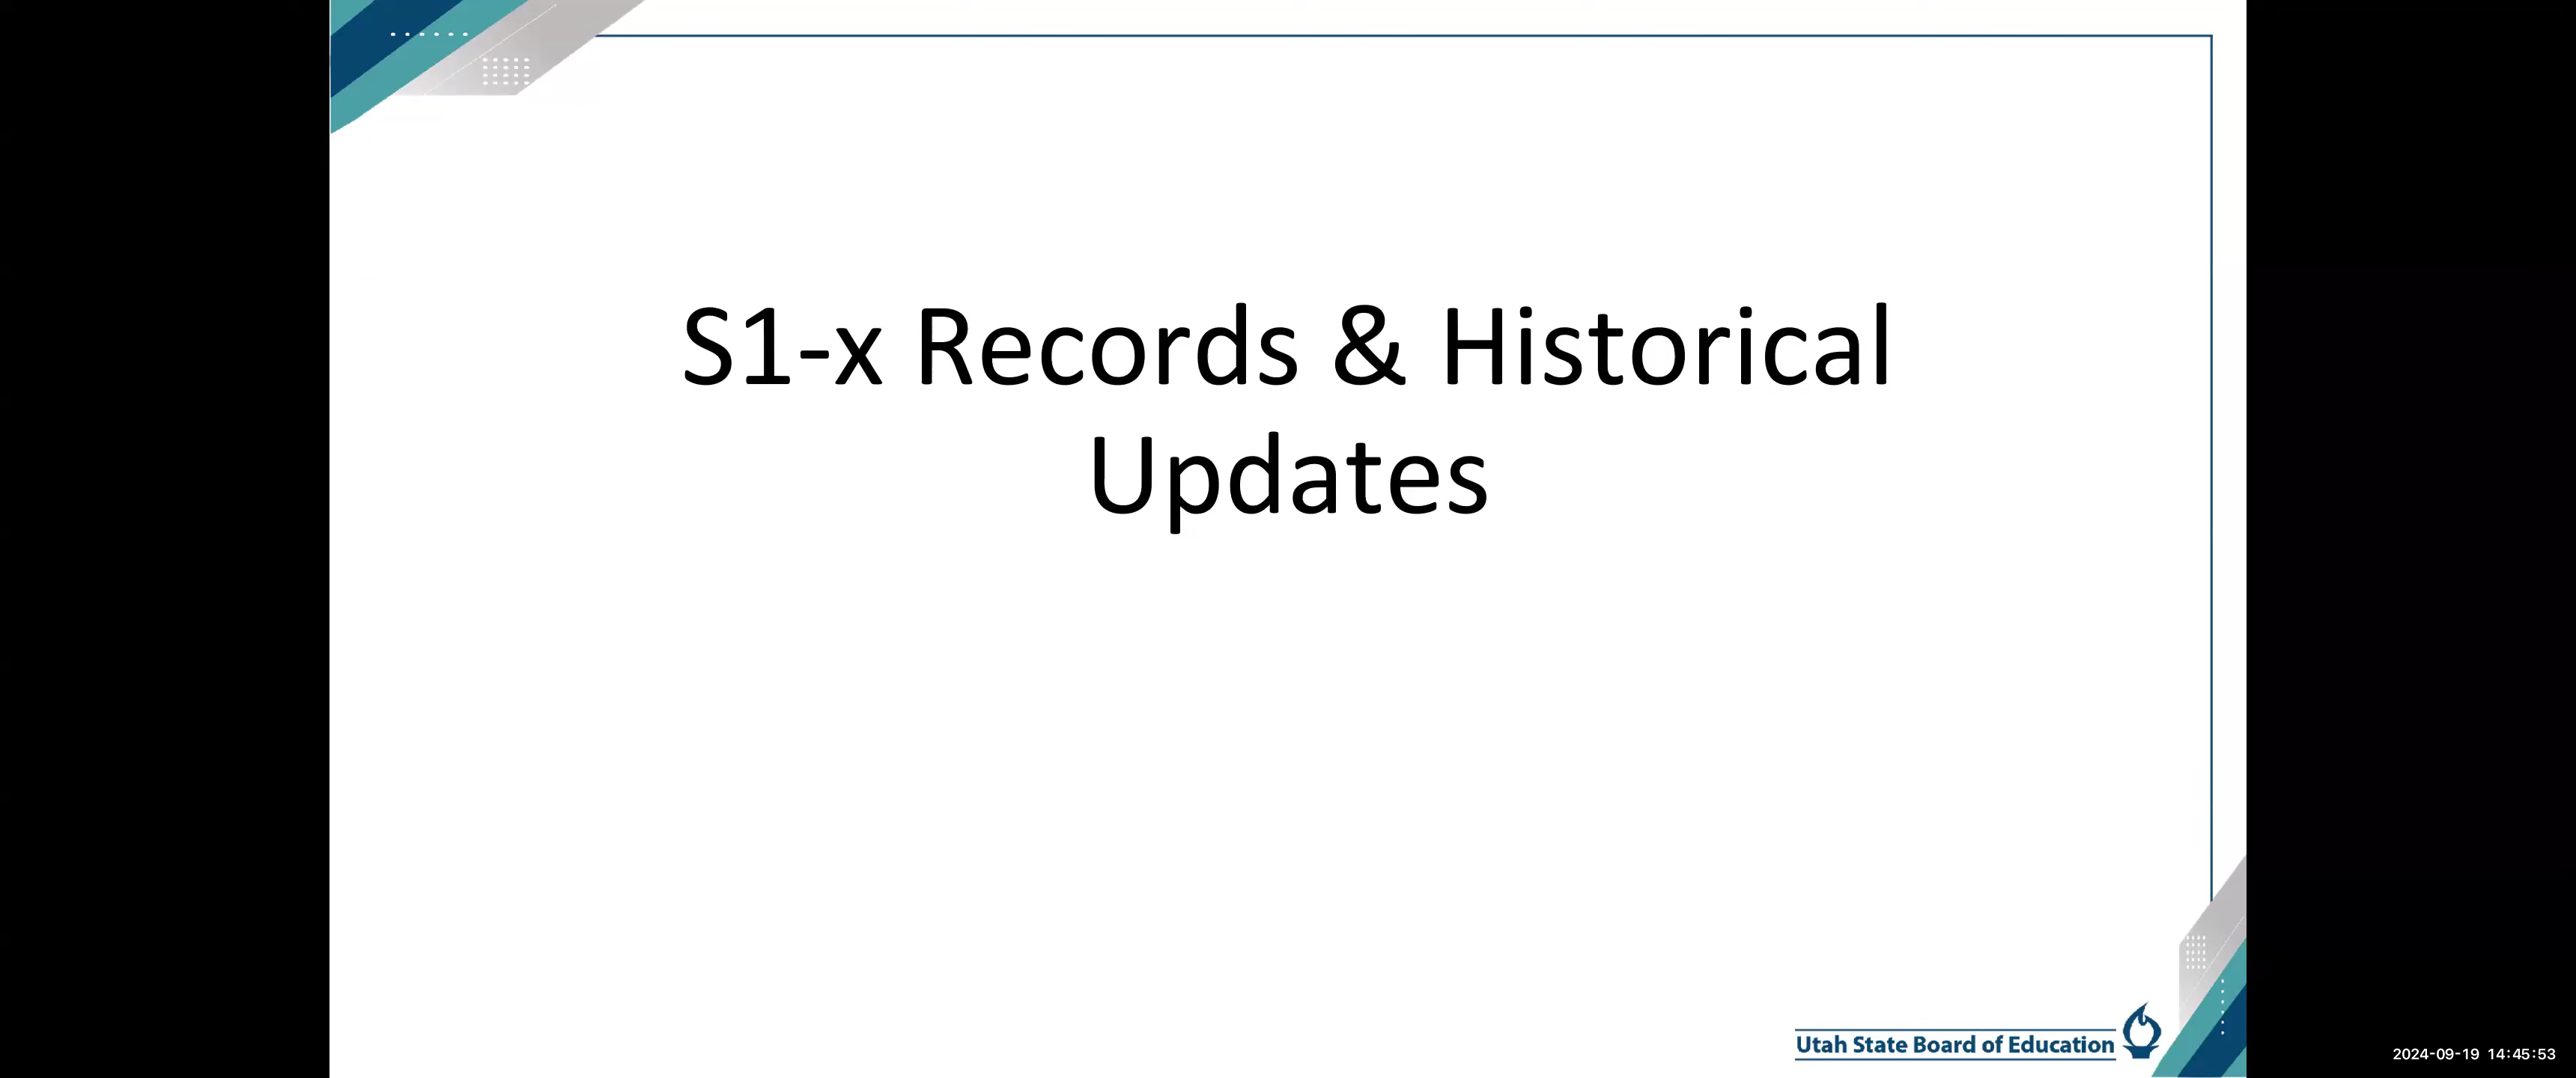 S1-x Records & Historical
Updates
Utah State Board of Education
2024-09-19 14:45:53